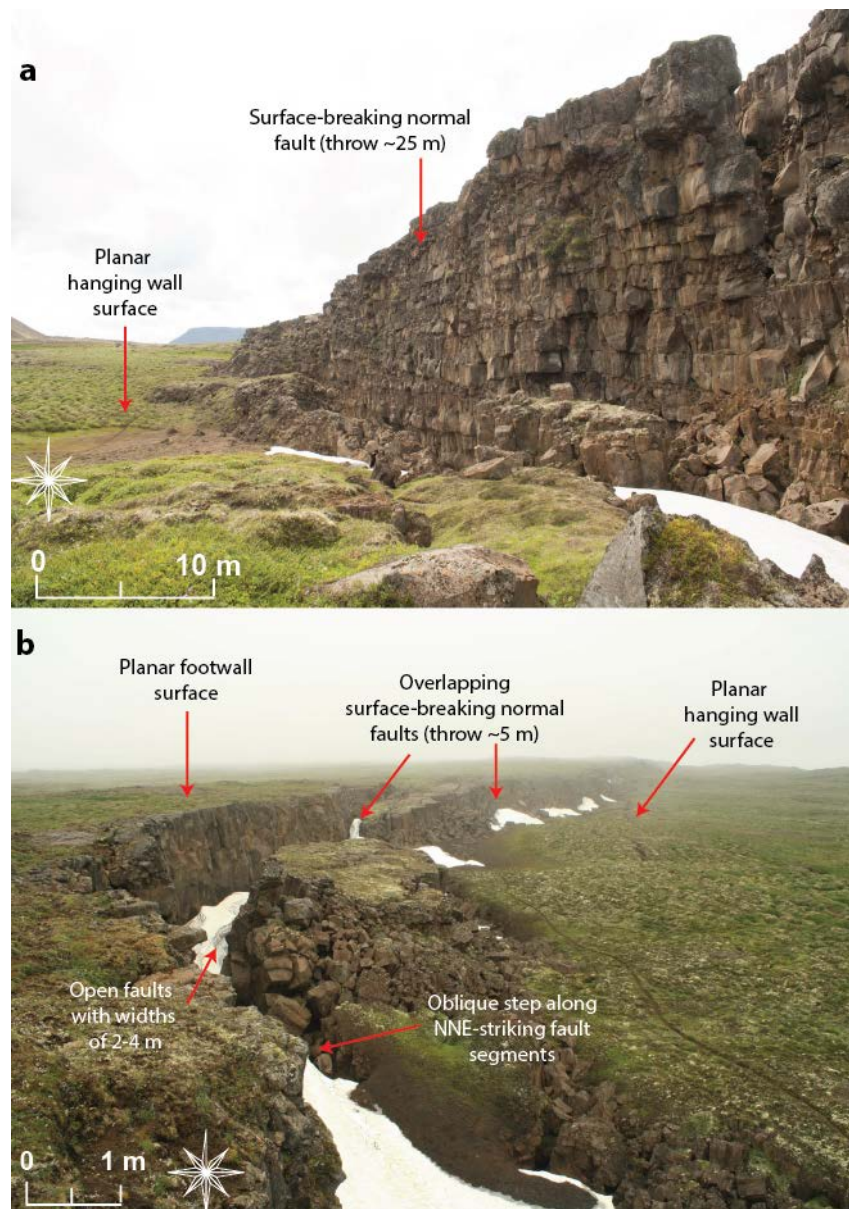 a
Surface-breaking normal
fault (throw ~25 m)
Planar
hanging wall
surface
0
10 m
b
Planar footwall
surface
Overlapping
surface-breaking normal
faults (throw ~5 m)
Planar
hanging wall
surface
Open faults
with widths
of 2-4 m
Oblique step along
NNE-striking fault
segments
0
1 m